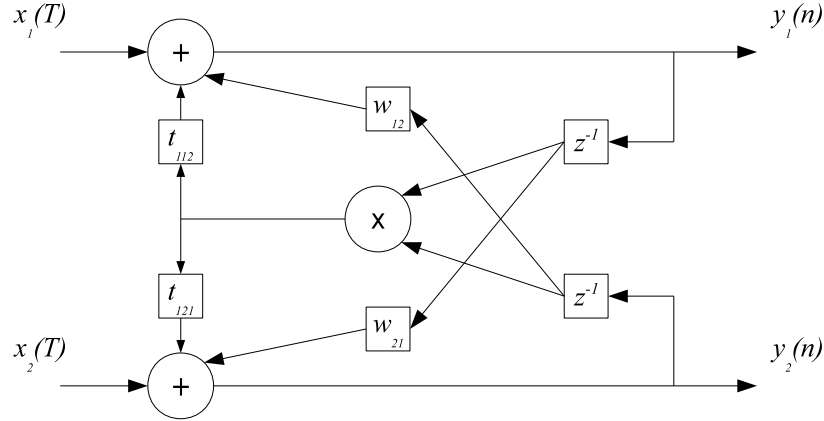 x₁(T)
y₁(n)
+
w₁₂
t₁₁₂
z⁻¹
x
t₁₂₁
z⁻¹
w₂₁
x₂(T)
y₂(n)
+